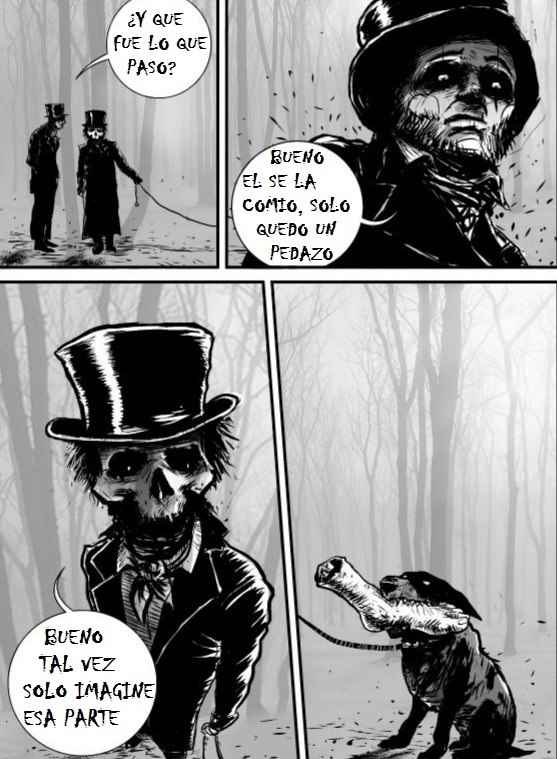 ¿Y QUE
FUE LO QUE
PASO?
BUENO
EL SE LA
COMIO, SOLO
QUEDO UN
PEDAZO
BUENO
TAL VEZ
SOLO IMAGINE
ESA PARTE